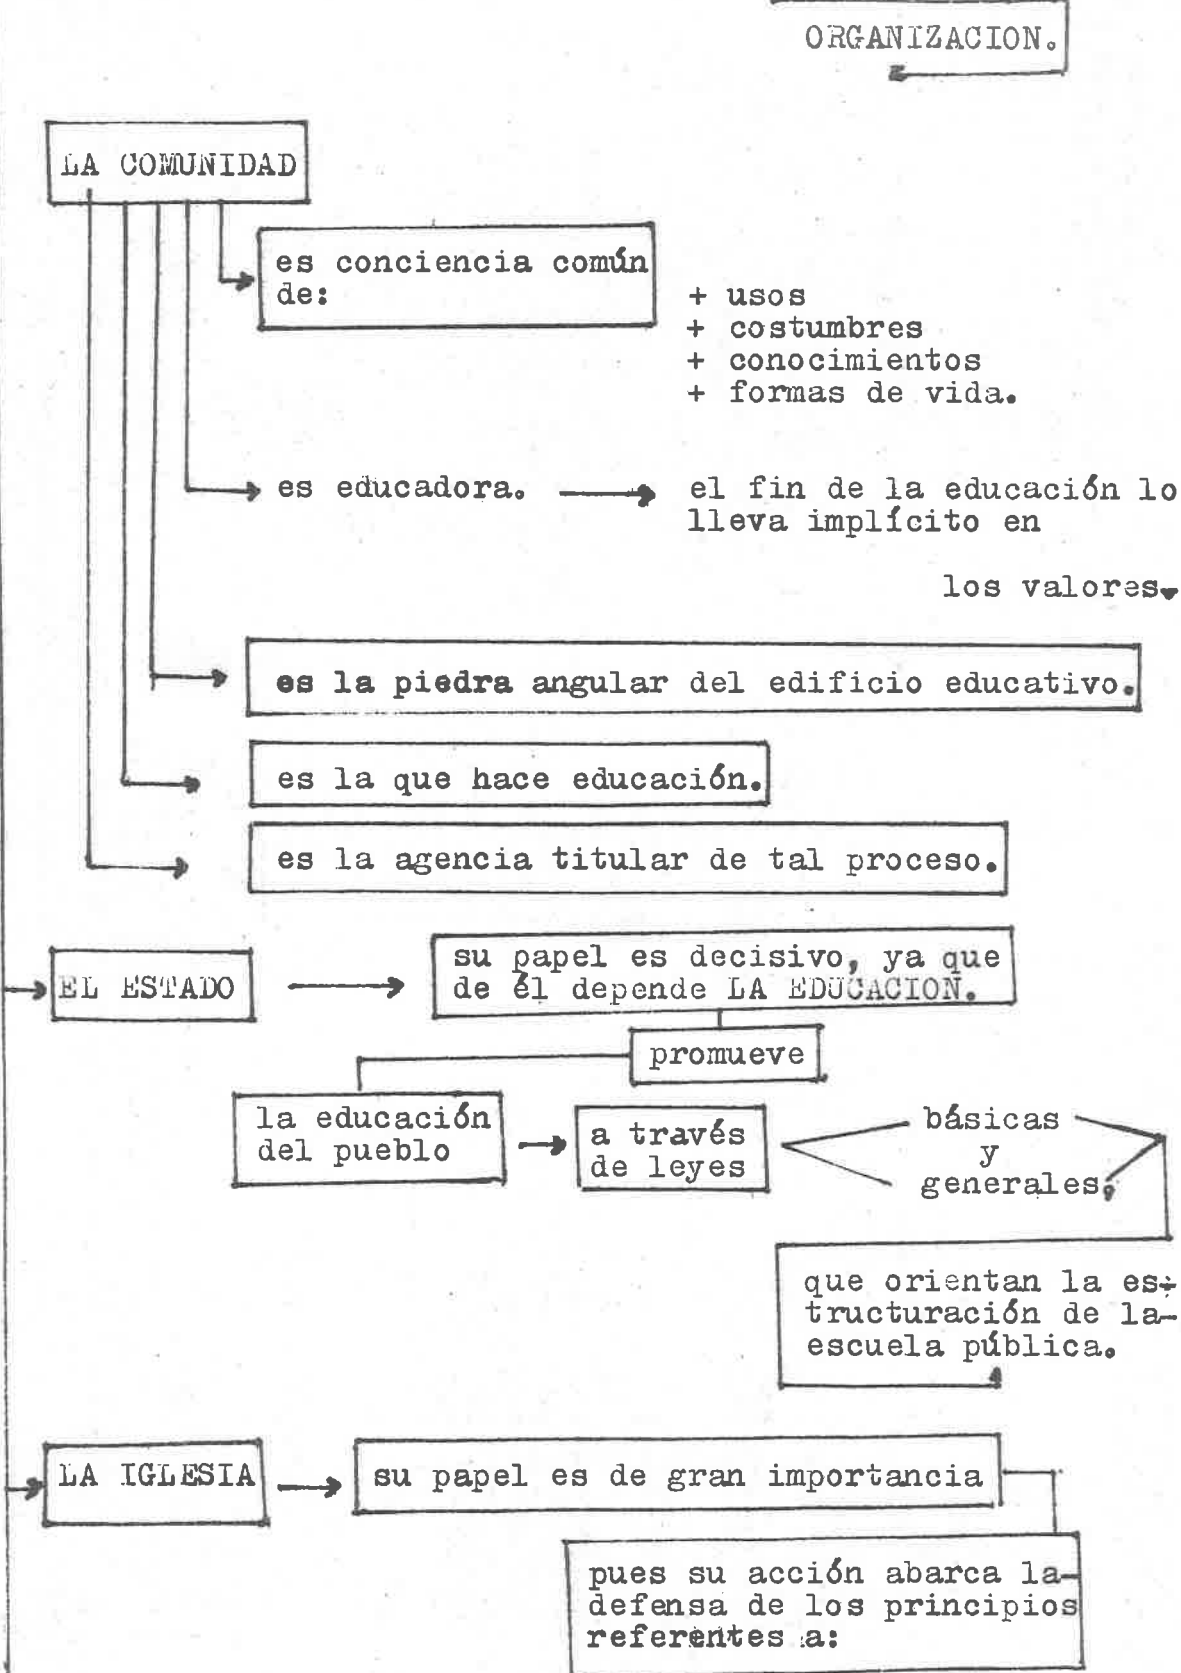 ORGANIZACION.
LA COMUNIDAD
es conciencia común
de:
+ usos
+ costumbres
+ conocimientos
+ formas de vida.
es educadora.
el fin de la educación lo
lleva implícito en
los valores.
es la piedra angular del edificio educativo.
es la que hace educación.
es la agencia titular de tal proceso.
EL ESTADO
su papel es decisivo, ya que
de él depende LA EDUCACION.
promueve
la educación
del pueblo
a través
de leyes
básicas
y
generales,
que orientan la es-
tructuración de la-
escuela pública.
LA IGLESIA
su papel es de gran importancia
pues su acción abarca la-
defensa de los principios
referentes a: